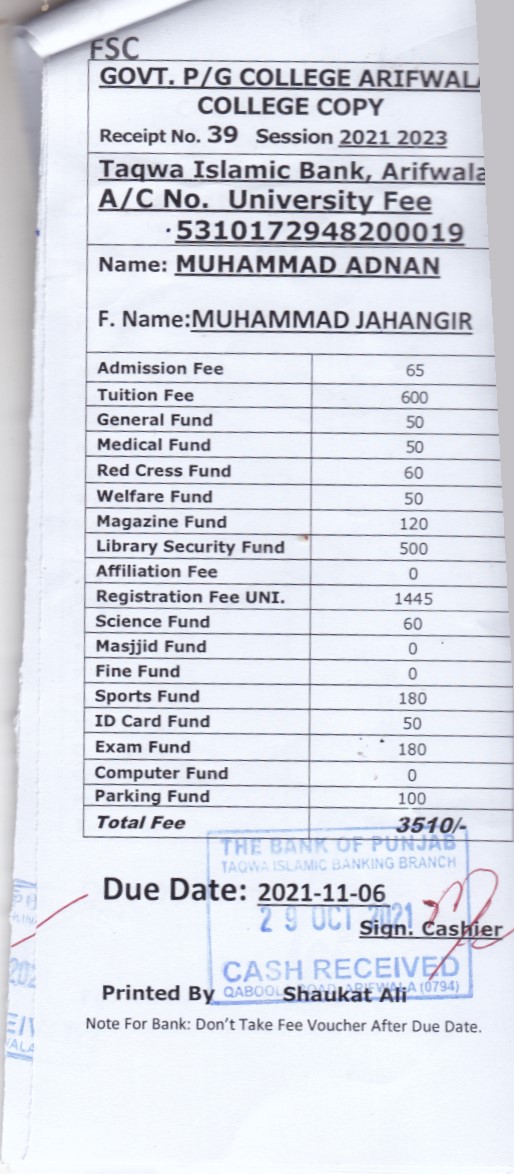 FSC
GOVT. P/G COLLEGE ARIFWALA
COLLEGE COPY
Receipt No. 39 Session 2021 2023
Taqwa Islamic Bank, Arifwala
A/C No. University Fee
5310172948200019
Name: MUHAMMAD ADNAN
F. Name:MUHAMMAD JAHANGIR
Admission Fee 65
Tuition Fee 600
General Fund 50
Medical Fund 50
Red Cress Fund 60
Welfare Fund 50
Magazine Fund 120
Library Security Fund 500
Affiliation Fee 0
Registration Fee UNI. 1445
Science Fund 60
Masjjid Fund 0
Fine Fund 0
Sports Fund 180
ID Card Fund 50
Exam Fund 180
Computer Fund 0
Parking Fund 100
Total Fee 3510/-
THE BANK OF PUNJAB
TAQWA ISLAMIC BANKING BRANCH
Due Date: 2021-11-06
29 OCT 2021
Sign. Cashier
CASH RECEIVED
QABOOL ROAD, ARIFWALA (0794)
Printed By Shaukat Ali
Note For Bank: Don't Take Fee Voucher After Due Date.